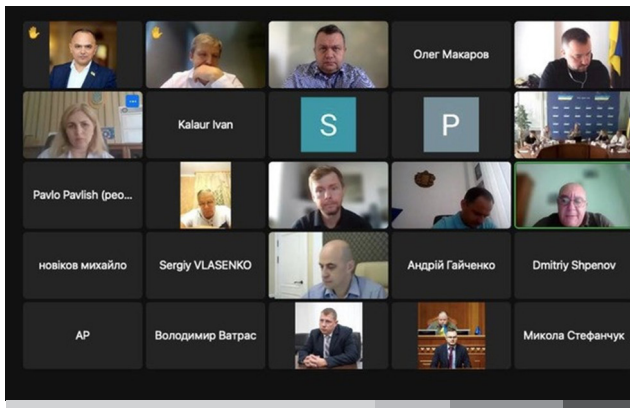 Олег Макаров
Kalaur Ivan
S
P
Pavlo Pavlish (рео...
новіков михайло
Sergiy VLASENKO
Андрій Гайченко
Dmitriy Shpenov
AP
Володимир Ватрас
Микола Стефанчук